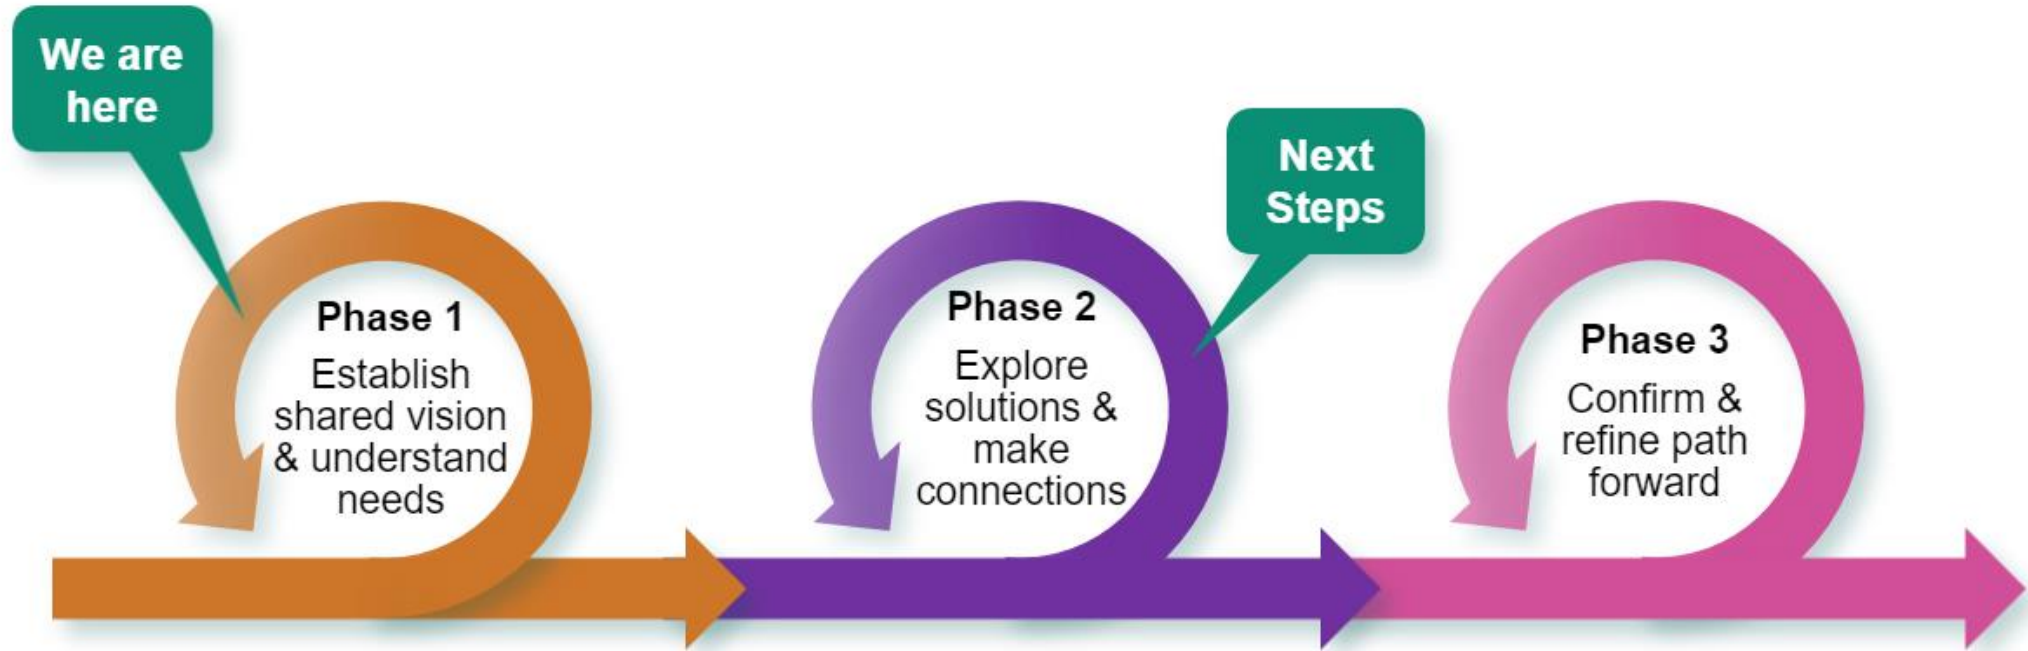 We are
here
Phase 1
Establish
shared vision
& understand
needs
Phase 2
Explore
solutions &
make
connections
Next
Steps
Phase 3
Confirm &
refine path
forward